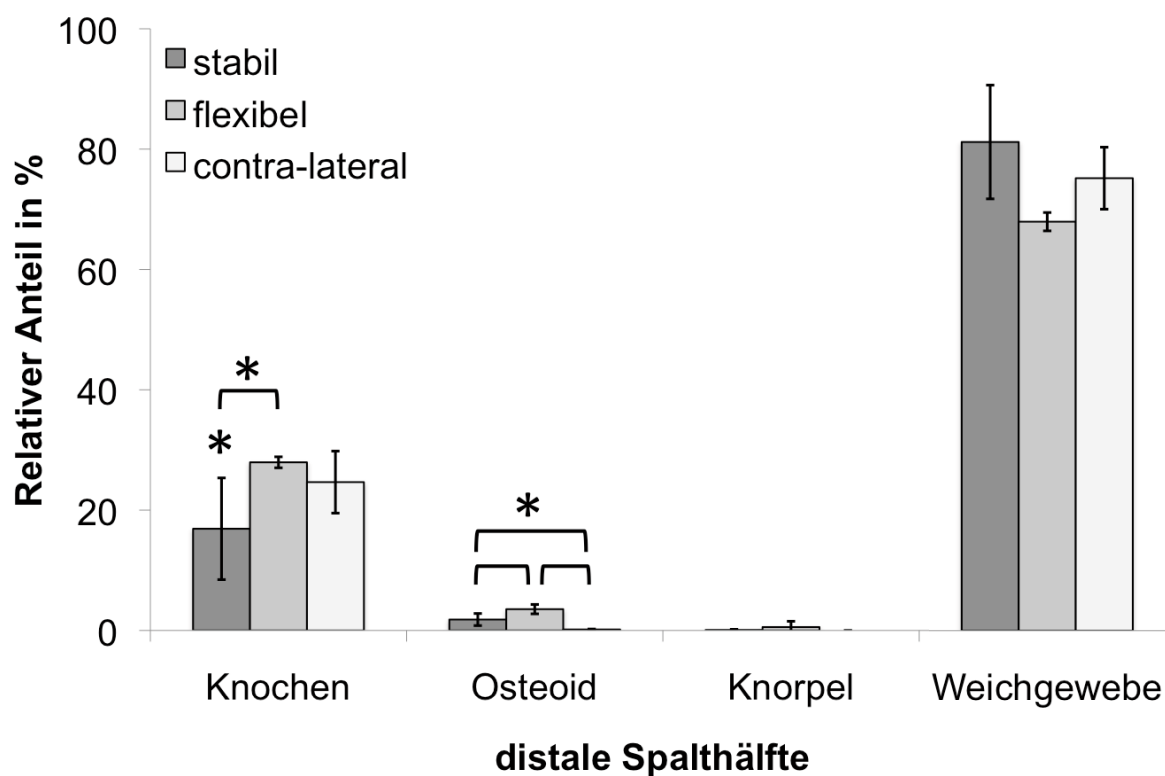 100
80
60
40
20
0
Relativer Anteil in %
stabil
flexibel
contra-lateral
*
*
*
Knochen Osteoid Knorpel Weichgewebe
distale Spalthälfte